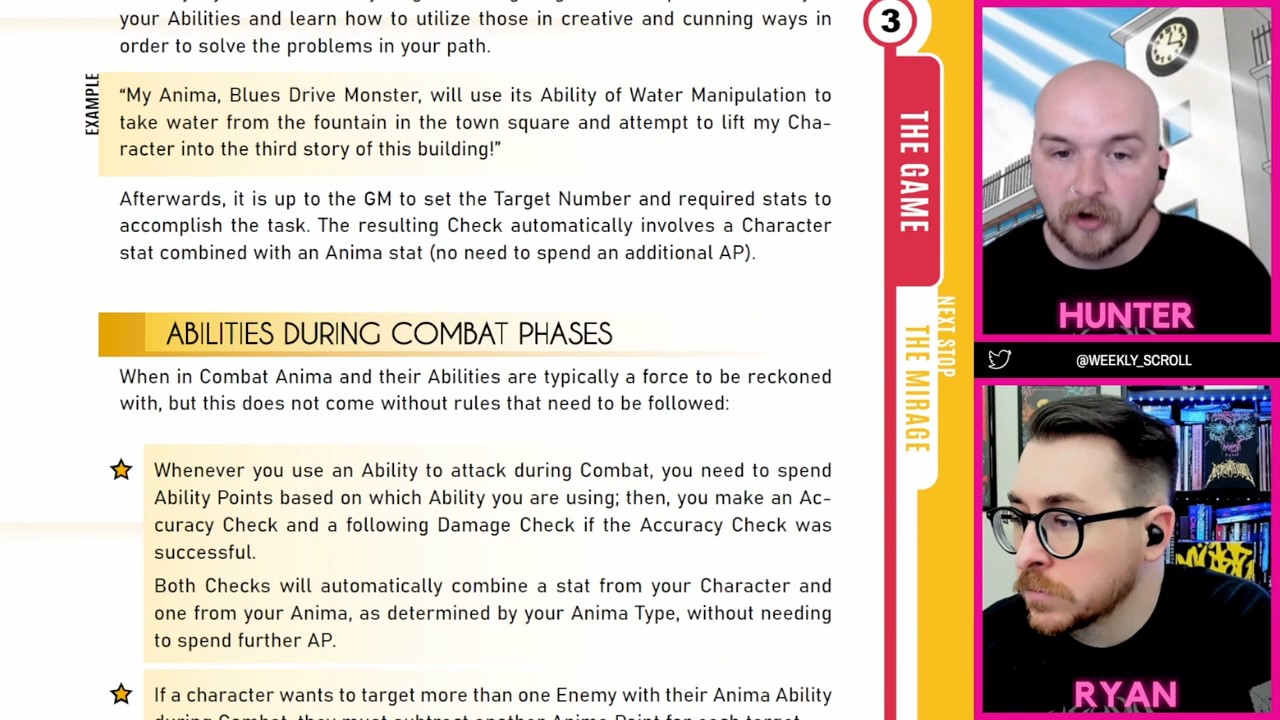 your Abilities and learn how to utilize those in creative and cunning ways in
order to solve the problems in your path.
EXAMPLE
“My Anima, Blues Drive Monster, will use its Ability of Water Manipulation to
take water from the fountain in the town square and attempt to lift my Cha-
racter into the third story of this building!”
Afterwards, it is up to the GM to set the Target Number and required stats to
accomplish the task. The resulting Check automatically involves a Character
stat combined with an Anima stat (no need to spend an additional AP).
ABILITIES DURING COMBAT PHASES
When in Combat Anima and their Abilities are typically a force to be reckoned
with, but this does not come without rules that need to be followed:
Whenever you use an Ability to attack during Combat, you need to spend
Ability Points based on which Ability you are using; then, you make an Ac-
curacy Check and a following Damage Check if the Accuracy Check was
successful.
Both Checks will automatically combine a stat from your Character and
one from your Anima, as determined by your Anima Type, without needing
to spend further AP.
If a character wants to target more than one Enemy with their Anima Ability
during Combat, they must subtract another Anima Point for each target
3
THE GAME
NEXT STOP
THE MIRAGE
HUNTER
@WEEKLY_SCROLL
RYAN